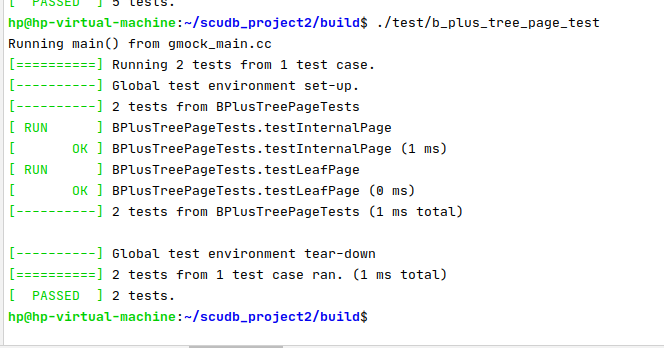 [  PASSED  ] 5 tests.
hp@hp-virtual-machine:~/scudb_project2/build$ ./test/b_plus_tree_page_test
Running main() from gmock_main.cc
[==========] Running 2 tests from 1 test case.
[----------] Global test environment set-up.
[----------] 2 tests from BPlusTreePageTests
[ RUN      ] BPlusTreePageTests.testInternalPage
[       OK ] BPlusTreePageTests.testInternalPage (1 ms)
[ RUN      ] BPlusTreePageTests.testLeafPage
[       OK ] BPlusTreePageTests.testLeafPage (0 ms)
[----------] 2 tests from BPlusTreePageTests (1 ms total)

[----------] Global test environment tear-down
[==========] 2 tests from 1 test case ran. (1 ms total)
[  PASSED  ] 2 tests.
hp@hp-virtual-machine:~/scudb_project2/build$